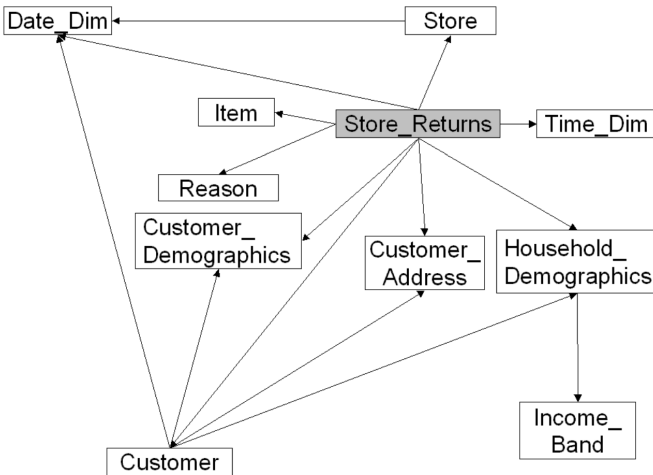 Date_Dim
Store
Item
Store_Returns
Time_Dim
Reason
Customer_
Demographics
Customer_
Address
Household_
Demographics
Income_
Band
Customer